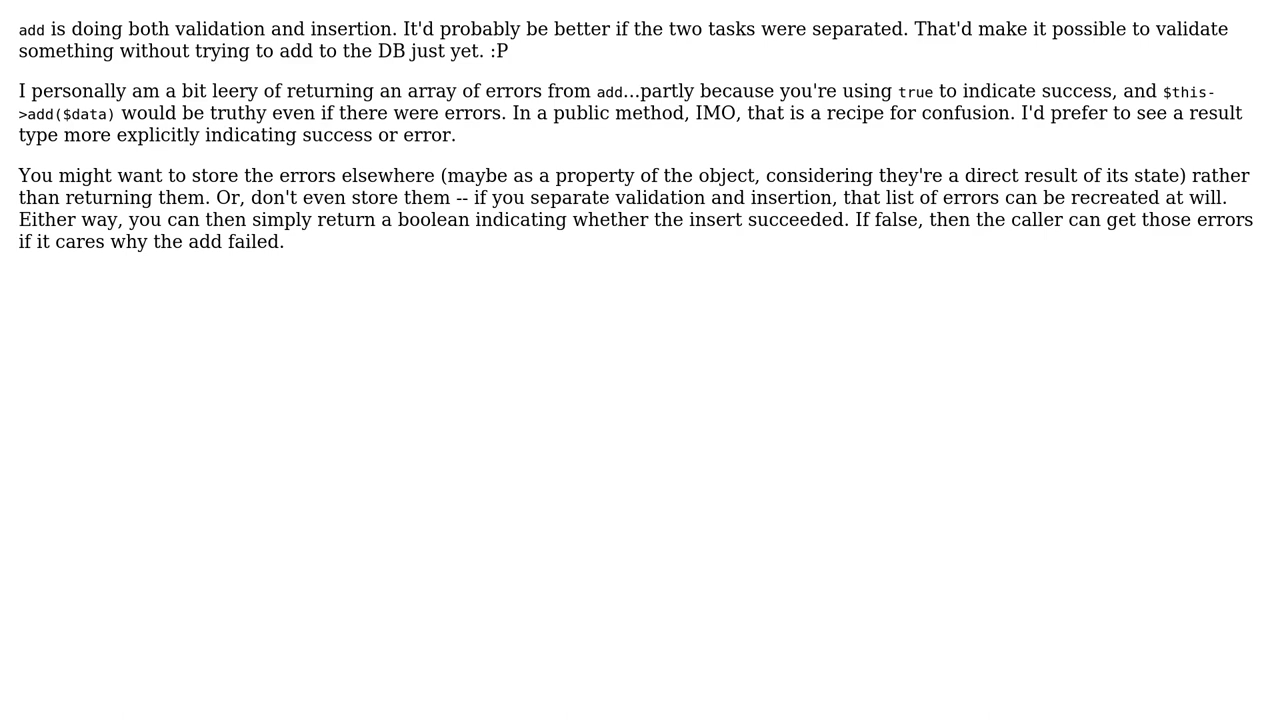 add is doing both validation and insertion. It'd probably be better if the two tasks were separated. That'd make it possible to validate
something without trying to add to the DB just yet. :P
I personally am a bit leery of returning an array of errors from add...partly because you're using true to indicate success, and $this-
>add($data) would be truthy even if there were errors. In a public method, IMO, that is a recipe for confusion. I'd prefer to see a result
type more explicitly indicating success or error.
You might want to store the errors elsewhere (maybe as a property of the object, considering they're a direct result of its state) rather
than returning them. Or, don't even store them -- if you separate validation and insertion, that list of errors can be recreated at will.
Either way, you can then simply return a boolean indicating whether the insert succeeded. If false, then the caller can get those errors
if it cares why the add failed.